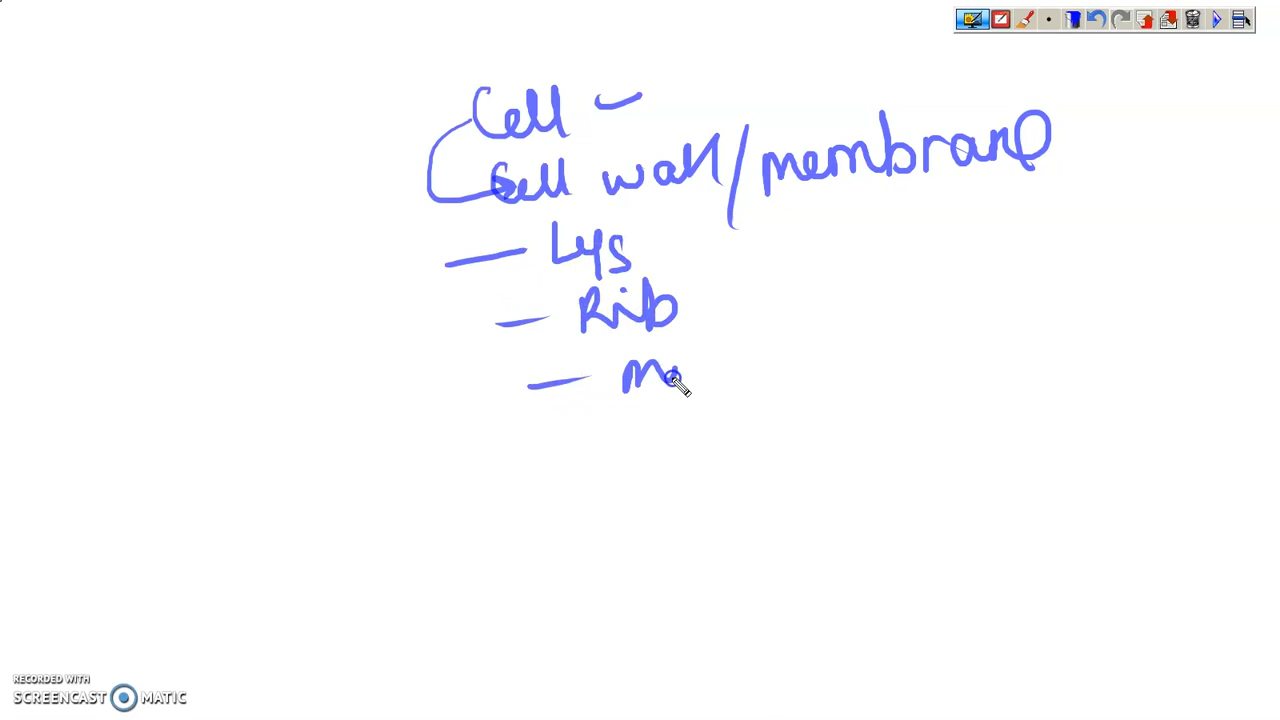 Cell –
Cell wall/membrane
— Lys
— Rib
— M
RECORDED WITH
SCREENCAST MATIC